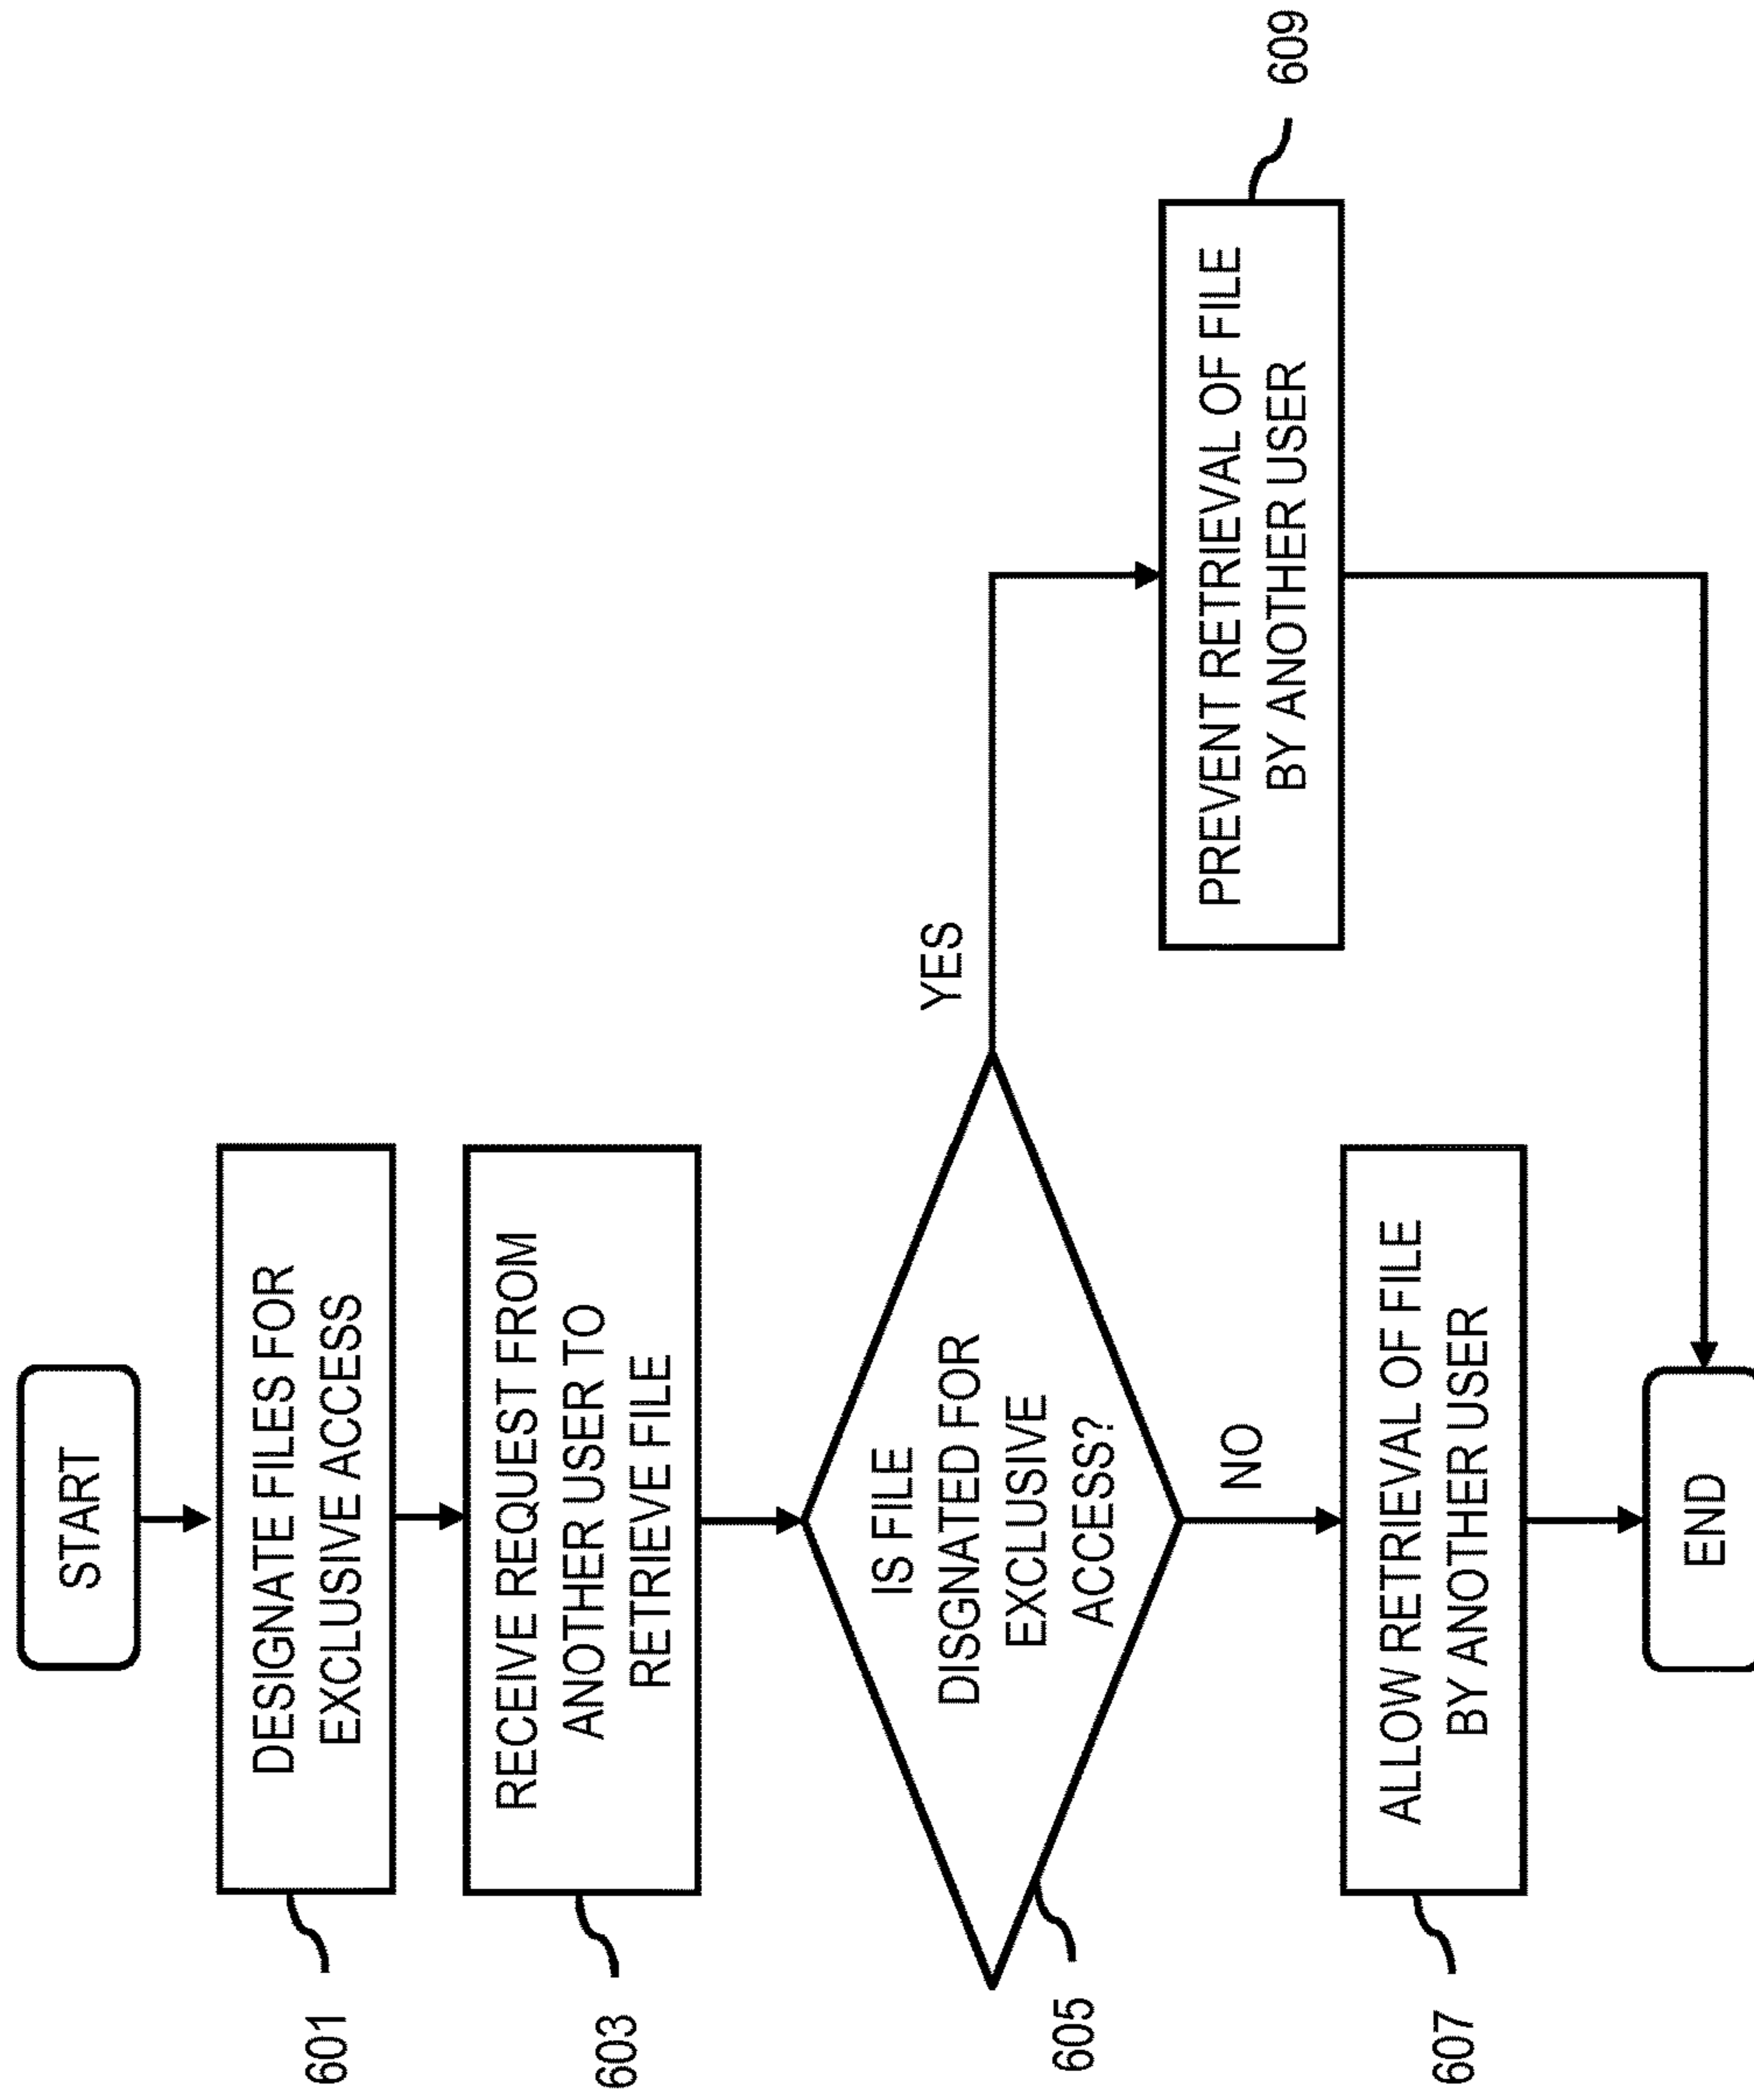 START
DESIGNATE FILES FOR
EXCLUSIVE ACCESS
601
RECEIVE REQUEST FROM
ANOTHER USER TO
RETRIEVE FILE
603
IS FILE
DISGNATED FOR
EXCLUSIVE
ACCESS?
605
YES
NO
PREVENT RETRIEVAL OF FILE
BY ANOTHER USER
609
ALLOW RETRIEVAL OF FILE
BY ANOTHER USER
607
END